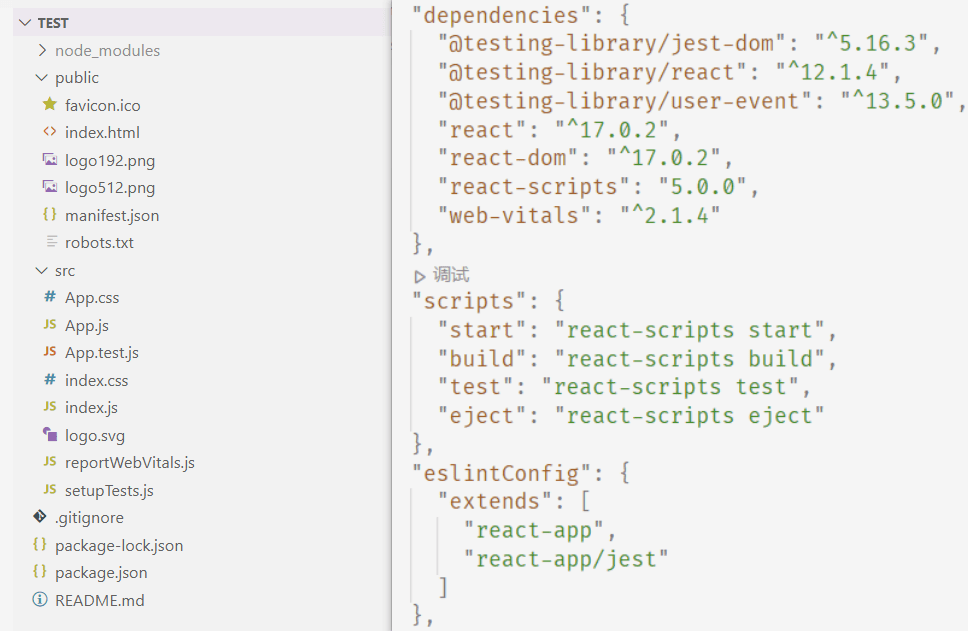 TEST
node_modules
public
favicon.ico
index.html
logo192.png
logo512.png
manifest.json
robots.txt
src
App.css
App.js
App.test.js
index.css
index.js
logo.svg
reportWebVitals.js
setupTests.js
.gitignore
package-lock.json
package.json
README.md
"dependencies": {
"@testing-library/jest-dom": "^5.16.3",
"@testing-library/react": "^12.1.4",
"@testing-library/user-event": "^13.5.0",
"react": "^17.0.2",
"react-dom": "^17.0.2",
"react-scripts": "5.0.0",
"web-vitals": "^2.1.4"
},
调试
"scripts": {
"start": "react-scripts start",
"build": "react-scripts build",
"test": "react-scripts test",
"eject": "react-scripts eject"
},
"eslintConfig": {
"extends": [
"react-app",
"react-app/jest"
]
},